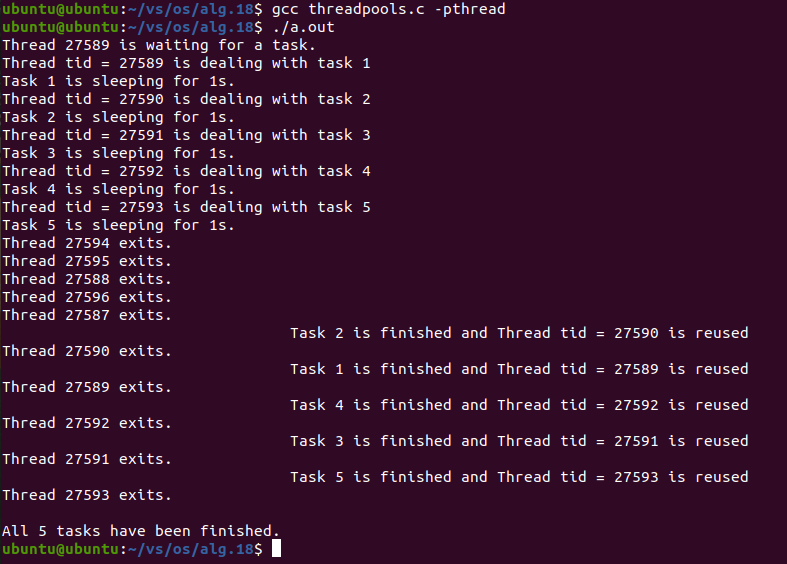 ubuntu@ubuntu:~/vs/os/alg.18$ gcc threadpools.c -pthread
ubuntu@ubuntu:~/vs/os/alg.18$ ./a.out
Thread 27589 is waiting for a task.
Thread tid = 27589 is dealing with task 1
Task 1 is sleeping for 1s.
Thread tid = 27590 is dealing with task 2
Task 2 is sleeping for 1s.
Thread tid = 27591 is dealing with task 3
Task 3 is sleeping for 1s.
Thread tid = 27592 is dealing with task 4
Task 4 is sleeping for 1s.
Thread tid = 27593 is dealing with task 5
Task 5 is sleeping for 1s.
Thread 27594 exits.
Thread 27595 exits.
Thread 27588 exits.
Thread 27596 exits.
Thread 27587 exits.
Task 2 is finished and Thread tid = 27590 is reused
Thread 27590 exits.
Task 1 is finished and Thread tid = 27589 is reused
Thread 27589 exits.
Task 4 is finished and Thread tid = 27592 is reused
Thread 27592 exits.
Task 3 is finished and Thread tid = 27591 is reused
Thread 27591 exits.
Task 5 is finished and Thread tid = 27593 is reused
Thread 27593 exits.
All 5 tasks have been finished.
ubuntu@ubuntu:~/vs/os/alg.18$